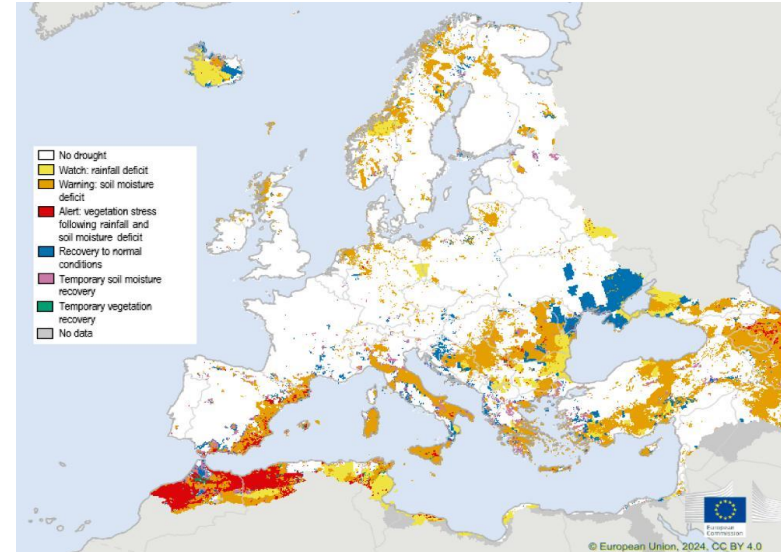 No drought
Watch: rainfall deficit
Warning: soil moisture
deficit
Alert: vegetation stress
following rainfall and
soil moisture deficit
Recovery to normal
conditions
Temporary soil moisture
recovery
Temporary vegetation
recovery
No data
European
Commission
© European Union, 2024, CC BY 4.0